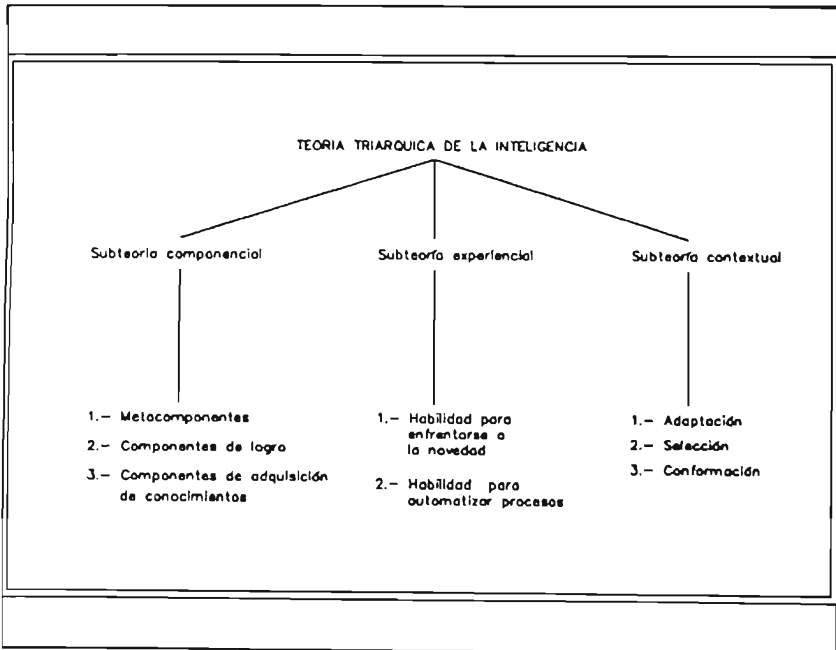 TEORIA TRIARQUICA DE LA INTELIGENCIA
Subteoría componencial
Subteoría experiencial
Subteoría contextual
1.– Metacomponentes
2.– Componentes de logro
3.– Componentes de adquisición
de conocimientos
1.– Habilidad para
enfrentarse a
la novedad
2.– Habilidad para
automatizar procesos
1.– Adaptación
2.– Selección
3.– Conformación